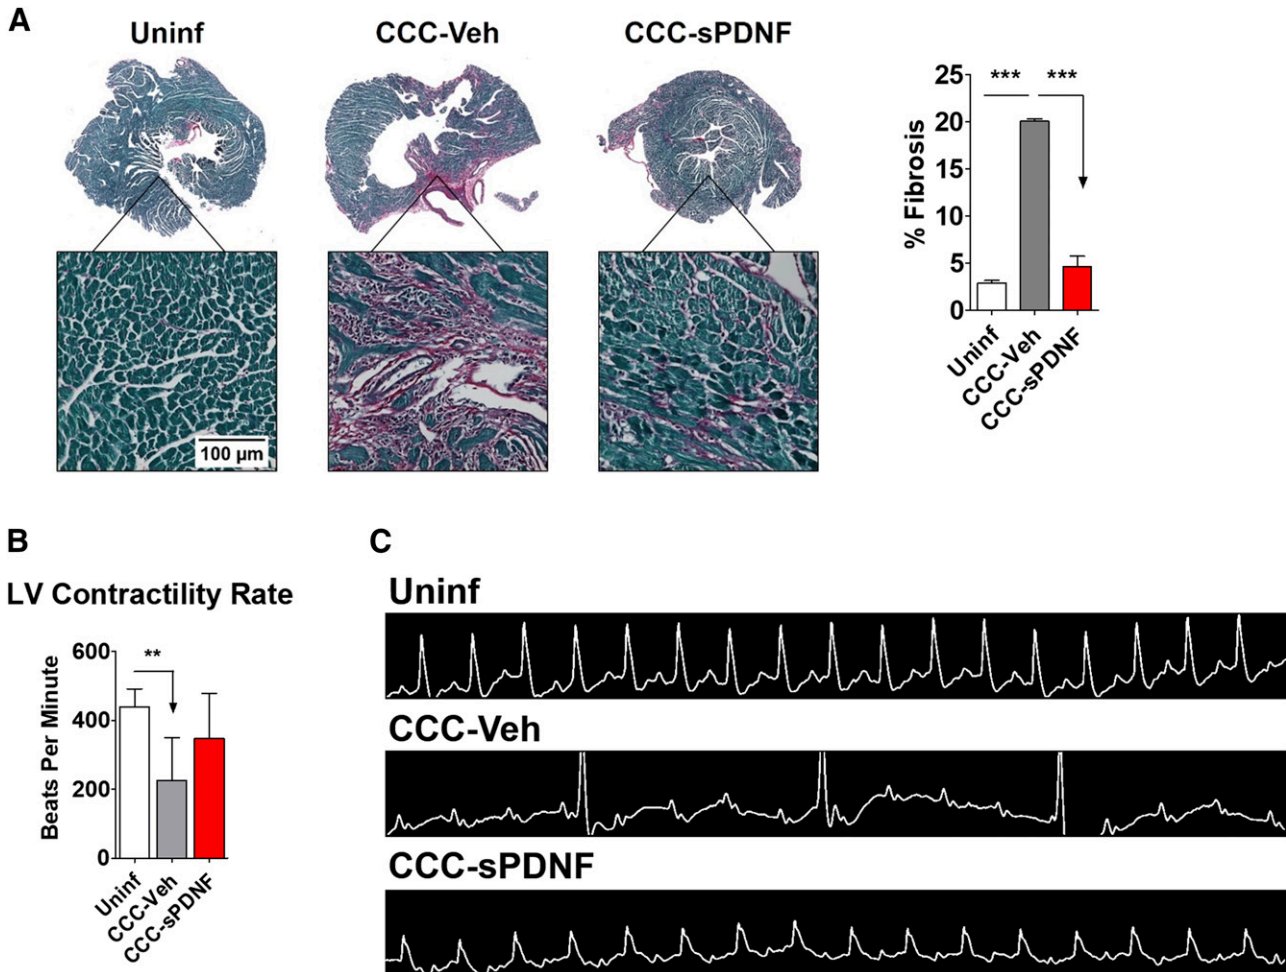 A
Uninf
CCC-Veh
CCC-sPDNF
100 µm
% Fibrosis
25
20
15
10
5
0
***
***
Uninf
CCC-Veh
CCC-sPDNF
B
LV Contractility Rate
Beats Per Minute
600
400
200
0
**
Uninf
CCC-Veh
CCC-sPDNF
C
Uninf
CCC-Veh
CCC-sPDNF